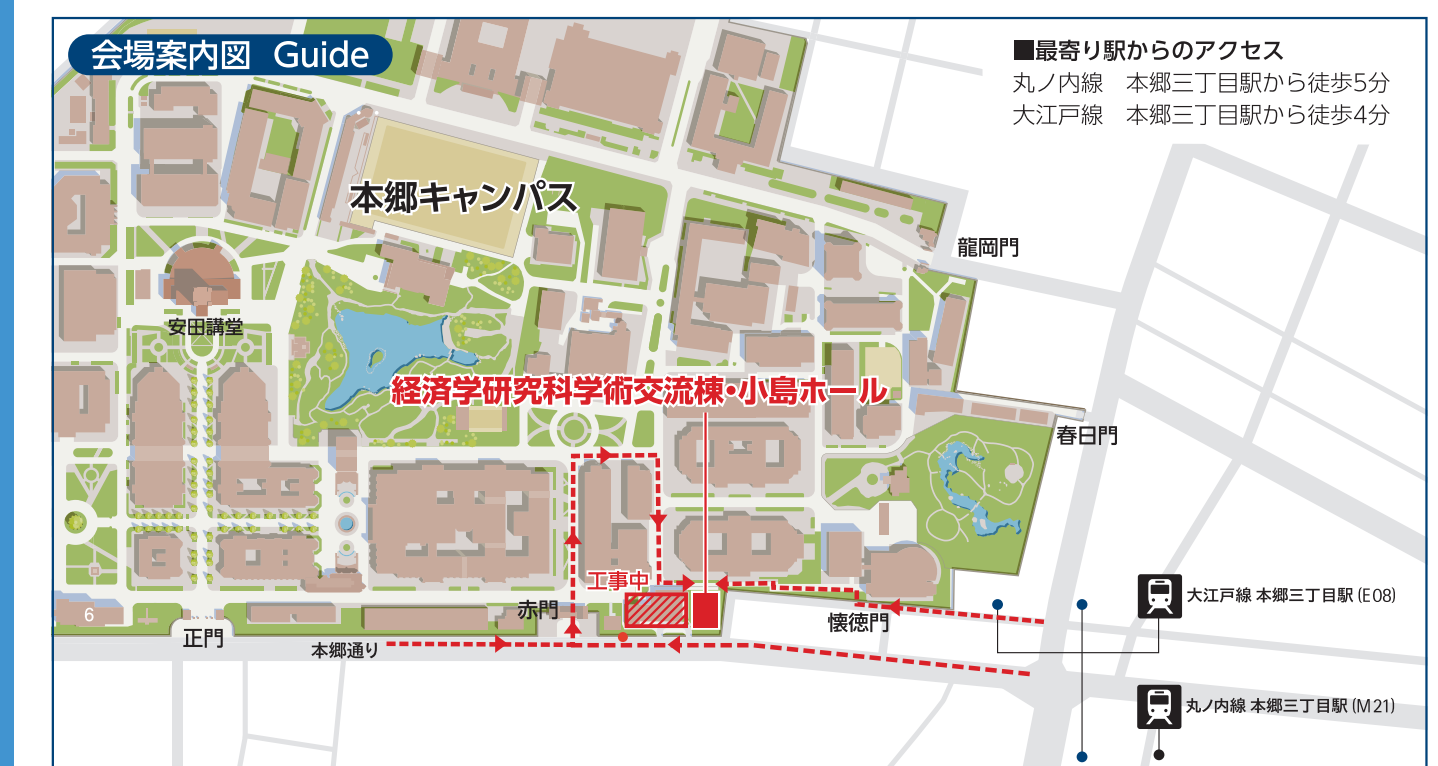 会場案内図 Guide
■最寄り駅からのアクセス
丸ノ内線 本郷三丁目駅から徒歩5分
大江戸線 本郷三丁目駅から徒歩4分
本郷キャンパス
龍岡門
安田講堂
経済学研究科学術交流棟・小島ホール
春日門
工事中
大江戸線 本郷三丁目駅(E08)
6
赤門
懐徳門
正門
本郷通り
丸ノ内線 本郷三丁目駅(M21)